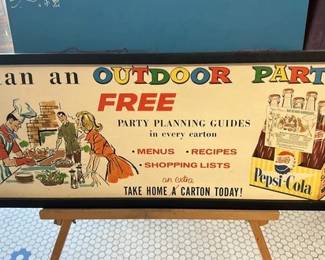 lan an OUTDOOR PART
FREE
PARTY PLANNING GUIDES
in every carton
• MENUS • RECIPES
• SHOPPING LISTS
an extra
TAKE HOME A CARTON TODAY!
Pepsi-Cola